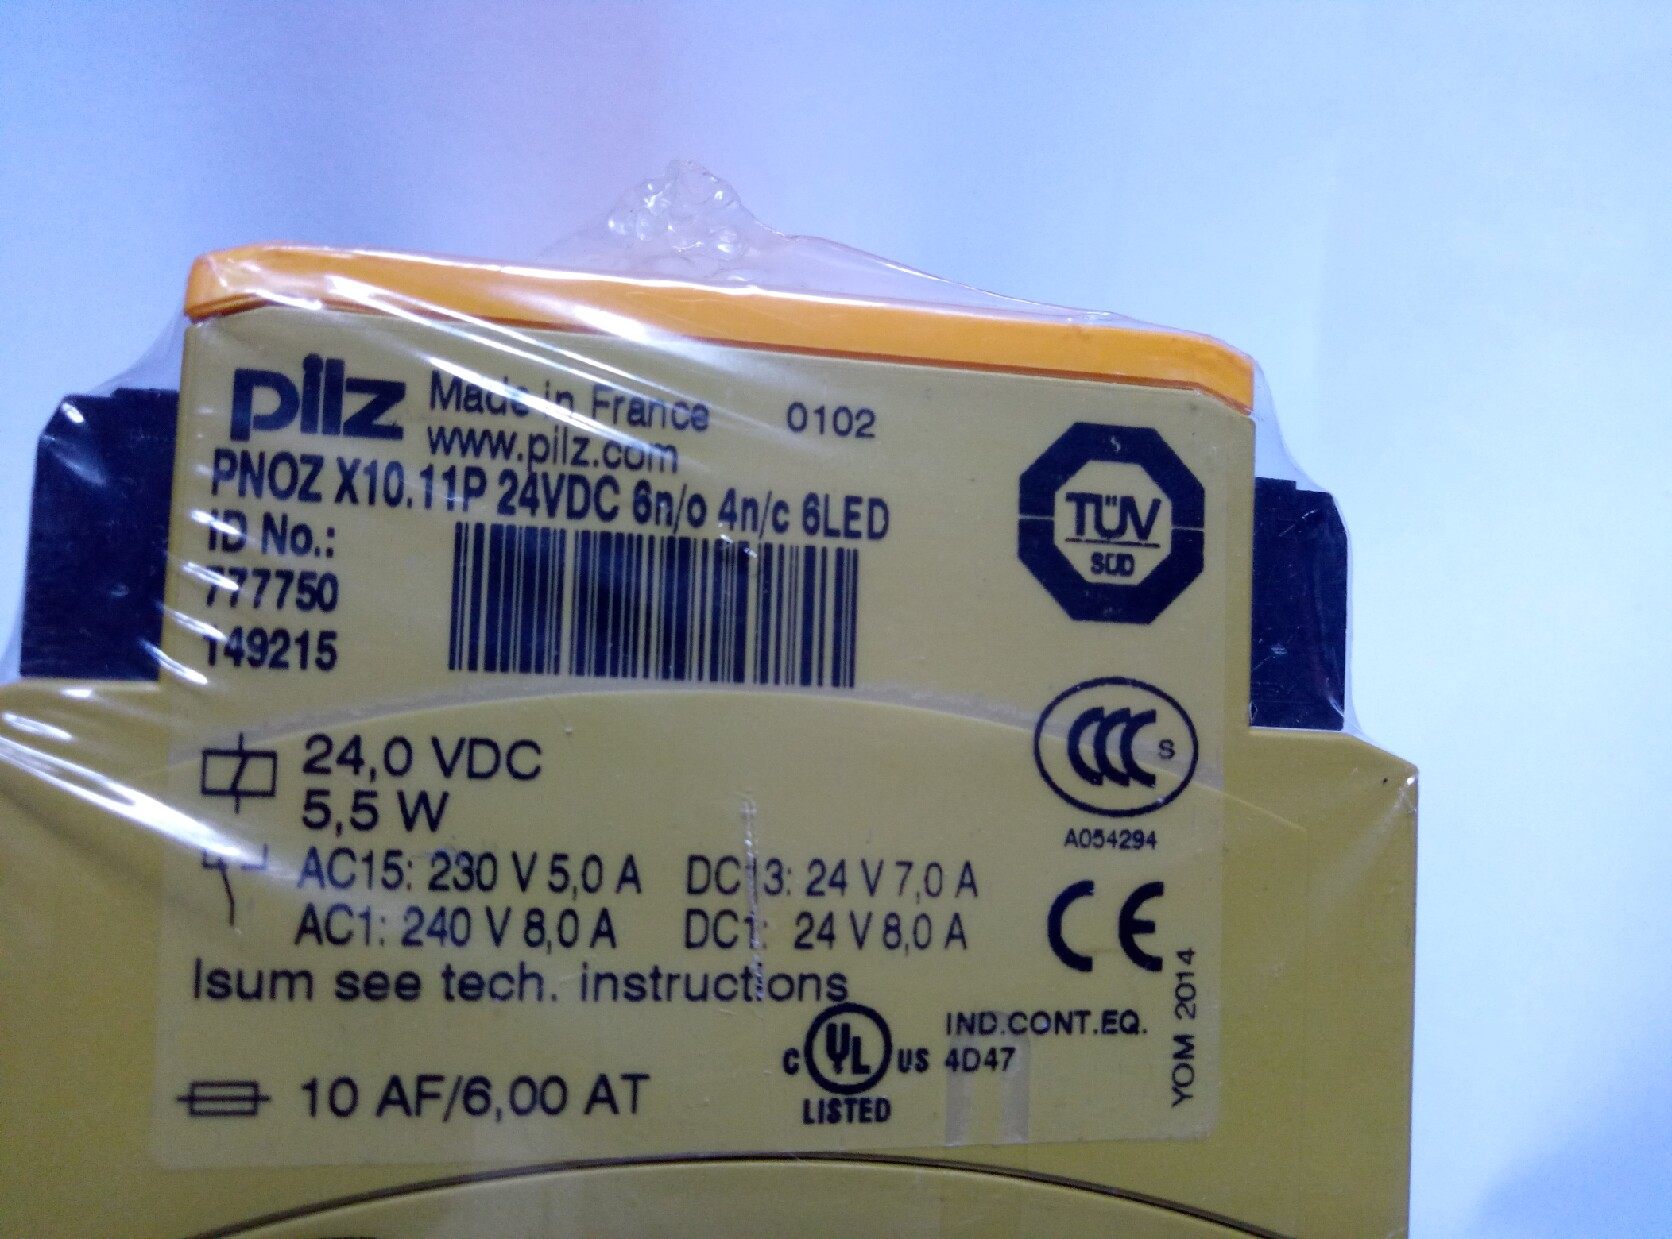 pilz
Made in France 0102
www.pilz.com
PNOZ X10.11P 24VDC 6n/o 4n/c 6LED
ID No.:
777750
149215
TÜV
SÜD
24,0 VDC
5,5 W
CCC S
A054294
AC15: 230 V 5,0 A DC13: 24 V 7,0 A
AC1: 240 V 8,0 A DC1: 24 V 8,0 A
CE
Isum see tech. instructions
C UL US
LISTED
IND.CONT.EQ.
4D47
YOM 2014
10 AF/6,00 AT